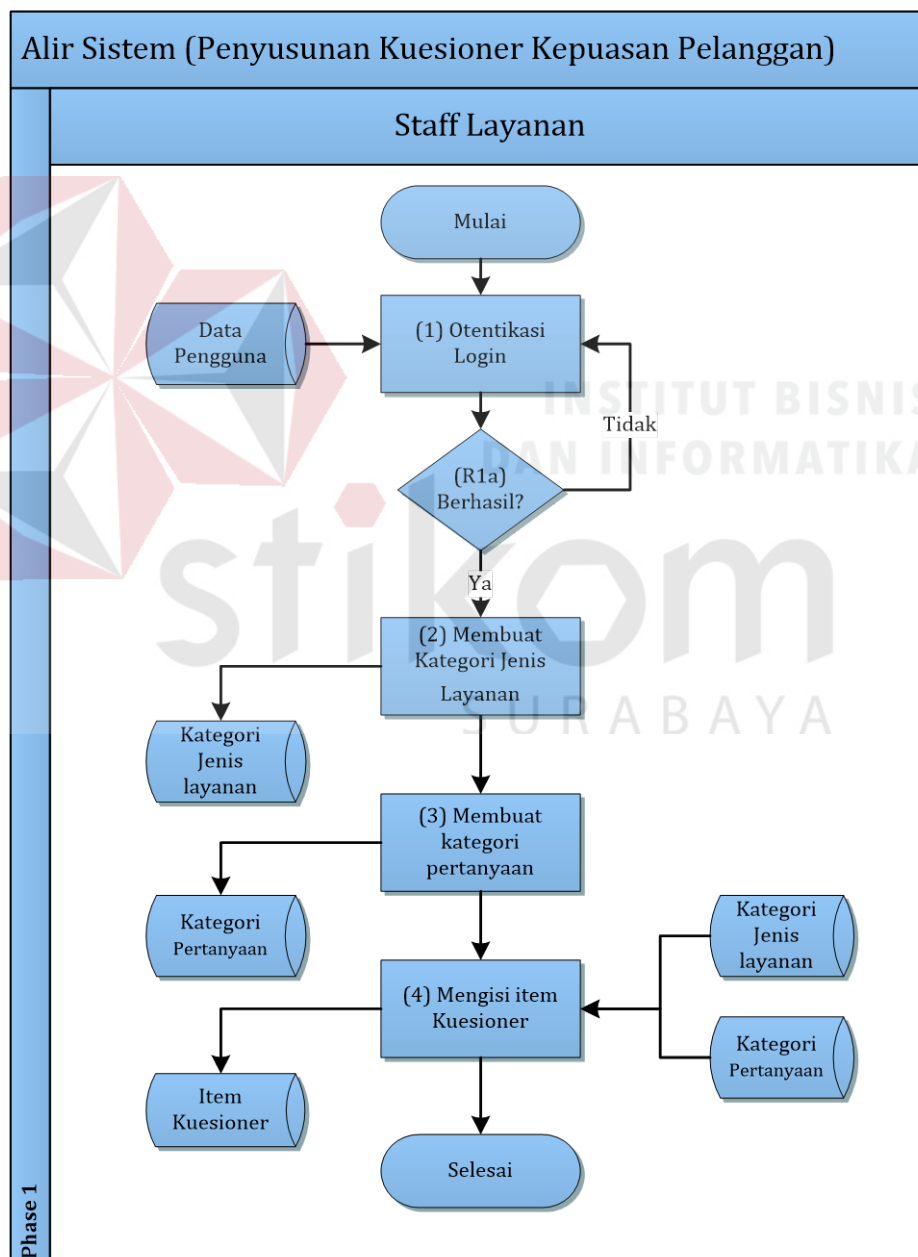 Alir Sistem (Penyusunan Kuesioner Kepuasan Pelanggan)
Staff Layanan
Mulai
Data
Pengguna
(1) Otentikasi
Login
INSTITUT BISNIS
DAN INFORMATIKA
Tidak
(R1a)
Berhasil?
stikom
SURABAYA
Ya
(2) Membuat
Kategori Jenis
Layanan
Kategori
Jenis
layanan
(3) Membuat
kategori
pertanyaan
Kategori
Pertanyaan
Kategori
Jenis
layanan
(4) Mengisi item
Kuesioner
Kategori
Pertanyaan
Item
Kuesioner
Selesai
Phase 1